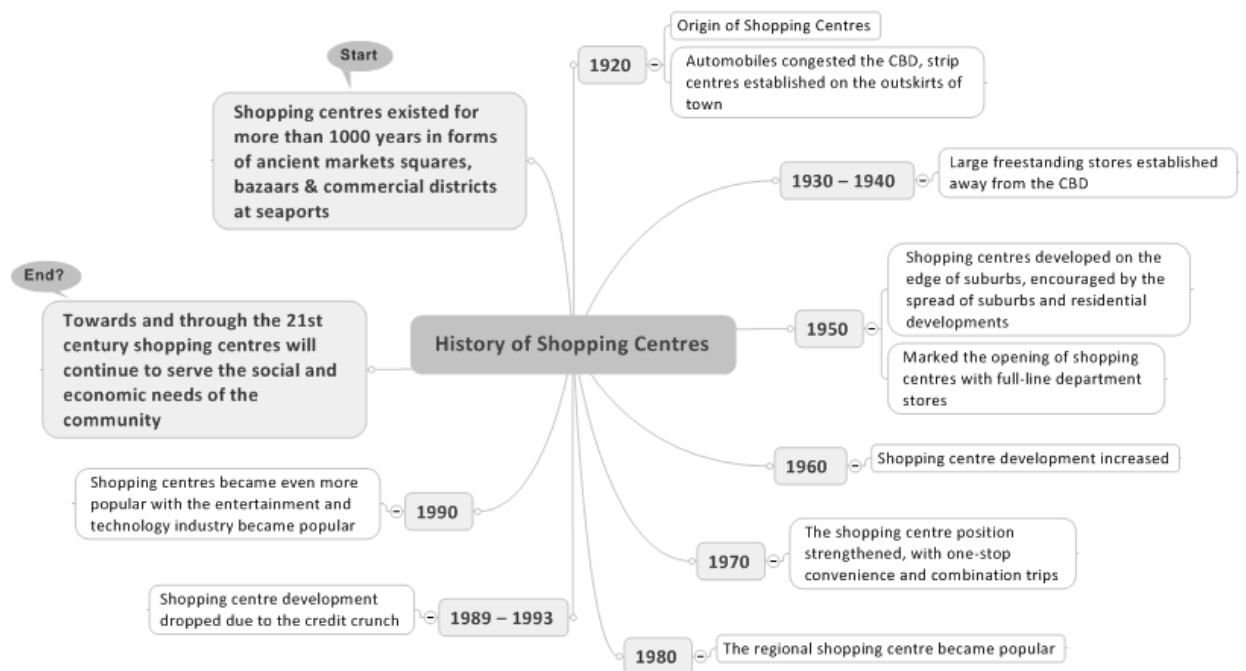 Start
Shopping centres existed for
more than 1000 years in forms
of ancient markets squares,
bazaars & commercial districts
at seaports
1920
Origin of Shopping Centres
Automobiles congested the CBD, strip
centres established on the outskirts of
town
1930 – 1940
Large freestanding stores established
away from the CBD
1950
Shopping centres developed on the
edge of suburbs, encouraged by the
spread of suburbs and residential
developments
Marked the opening of shopping
centres with full-line department
stores
1960
Shopping centre development increased
1970
The shopping centre position
strengthened, with one-stop
convenience and combination trips
1980
The regional shopping centre became popular
1989 – 1993
Shopping centre development
dropped due to the credit crunch
1990
Shopping centres became even more
popular with the entertainment and
technology industry became popular
End?
Towards and through the 21st
century shopping centres will
continue to serve the social and
economic needs of the
community
History of Shopping Centres